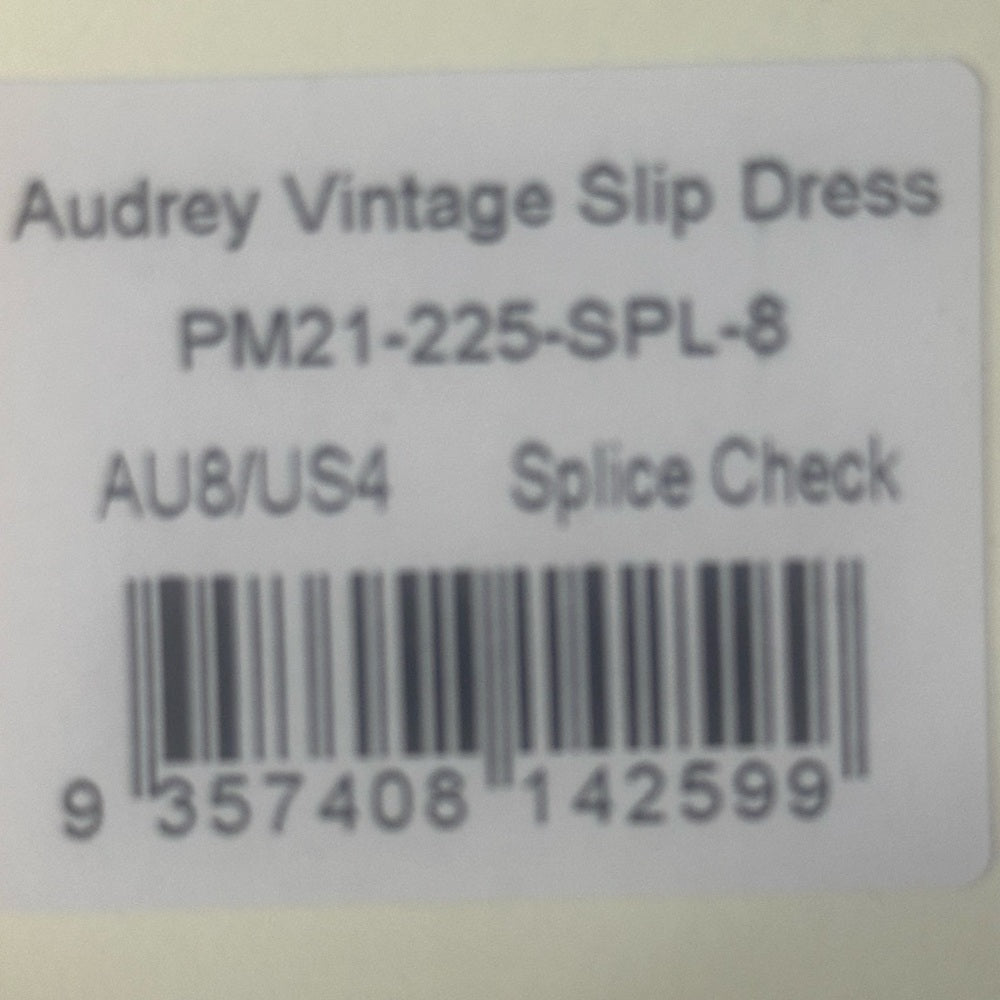 Audrey Vintage Slip Dress
PM21-225-SPL-8
AU8/US4 Splice Check
9 357408 142599